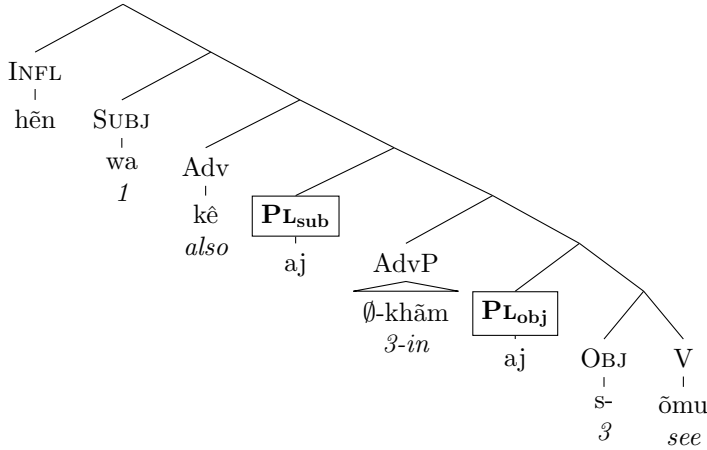 INFL
hẽn
SUBJ
wa
1
Adv
kê
also
PLsub
aj
AdvP
∅-khãm
3-in
PLobj
aj
OBJ
s-
3
V
õmu
see